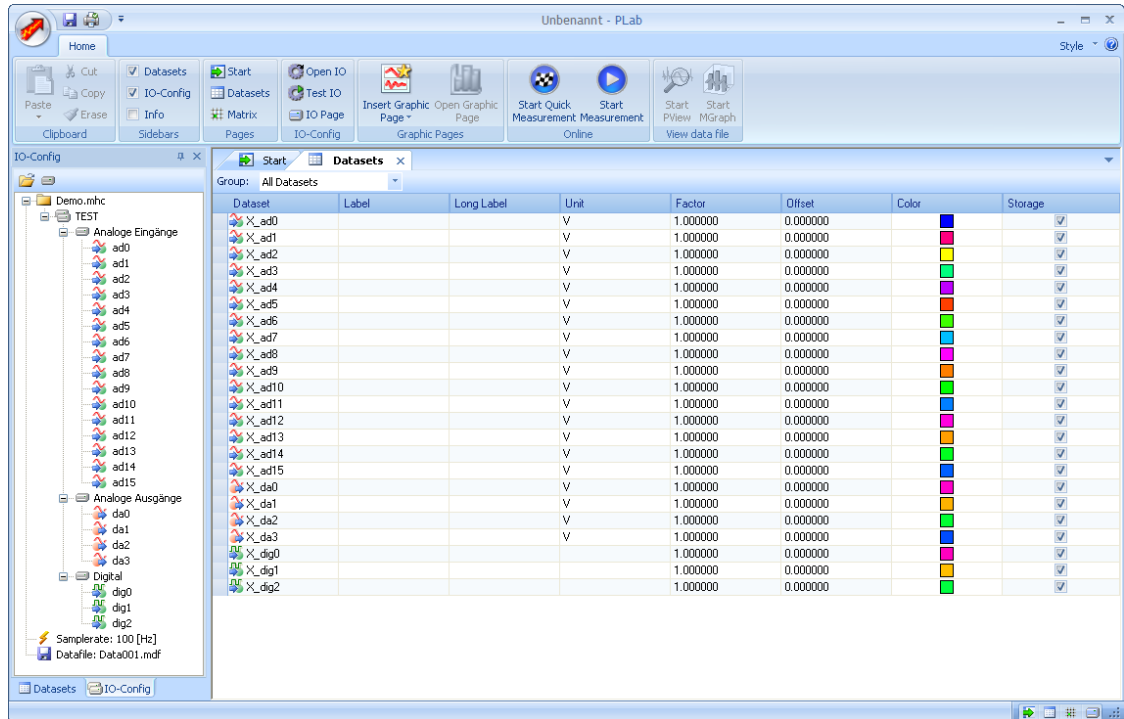 Unbenannt - PLab
Home
Style
Paste
Cut
Copy
Erase
Clipboard
Datasets
IO-Config
Info
Sidebars
Start
Datasets
Matrix
Pages
Open IO
Test IO
IO Page
IO-Config
Insert Graphic Page
Open Graphic Page
Graphic Pages
Start Quick Measurement
Start Measurement
Online
Start PView
Start MGraph
View data file
IO-Config
Demo.mhc
TEST
Analoge Eingänge
ad0
ad1
ad2
ad3
ad4
ad5
ad6
ad7
ad8
ad9
ad10
ad11
ad12
ad13
ad14
ad15
Analoge Ausgänge
da0
da1
da2
da3
Digital
dig0
dig1
dig2
Samplerate: 100 [Hz]
Datafile: Data001.mdf
Datasets IO-Config
Start Datasets
Group: All Datasets
Dataset Label Long Label Unit Factor Offset Color Storage
X_ad0 V 1.000000 0.000000
X_ad1 V 1.000000 0.000000
X_ad2 V 1.000000 0.000000
X_ad3 V 1.000000 0.000000
X_ad4 V 1.000000 0.000000
X_ad5 V 1.000000 0.000000
X_ad6 V 1.000000 0.000000
X_ad7 V 1.000000 0.000000
X_ad8 V 1.000000 0.000000
X_ad9 V 1.000000 0.000000
X_ad10 V 1.000000 0.000000
X_ad11 V 1.000000 0.000000
X_ad12 V 1.000000 0.000000
X_ad13 V 1.000000 0.000000
X_ad14 V 1.000000 0.000000
X_ad15 V 1.000000 0.000000
X_da0 V 1.000000 0.000000
X_da1 V 1.000000 0.000000
X_da2 V 1.000000 0.000000
X_da3 V 1.000000 0.000000
X_dig0 1.000000 0.000000
X_dig1 1.000000 0.000000
X_dig2 1.000000 0.000000